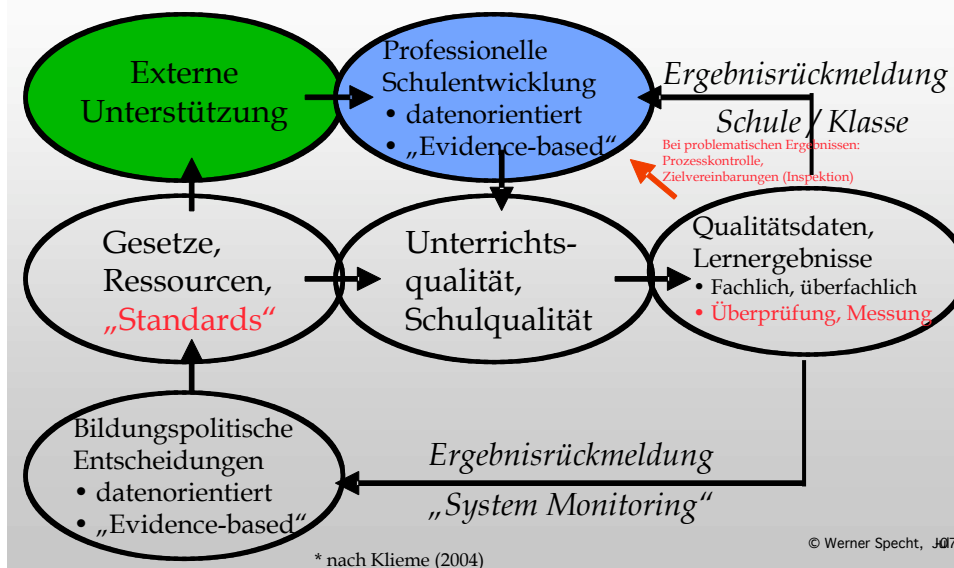 Externe
Unterstützung
Professionelle
Schulentwicklung
• datenorientiert
• „Evidence-based“
Ergebnisrückmeldung
Schule / Klasse
Bei problematischen Ergebnissen:
Prozesskontrolle,
Zielvereinbarungen (Inspektion)
Gesetze,
Ressourcen,
„Standards“
Unterrichts-
qualität,
Schulqualität
Qualitätsdaten,
Lernergebnisse
• Fachlich, überfachlich
• Überprüfung, Messung
Bildungspolitische
Entscheidungen
• datenorientiert
• „Evidence-based“
Ergebnisrückmeldung
„System Monitoring“
* nach Klieme (2004)
© Werner Specht,